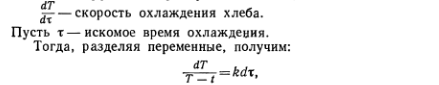 dT/dτ — скорость охлаждения хлеба.
Пусть τ — искомое время охлаждения.
Тогда, разделяя переменные, получим:
dT/(T − t) = kdτ,